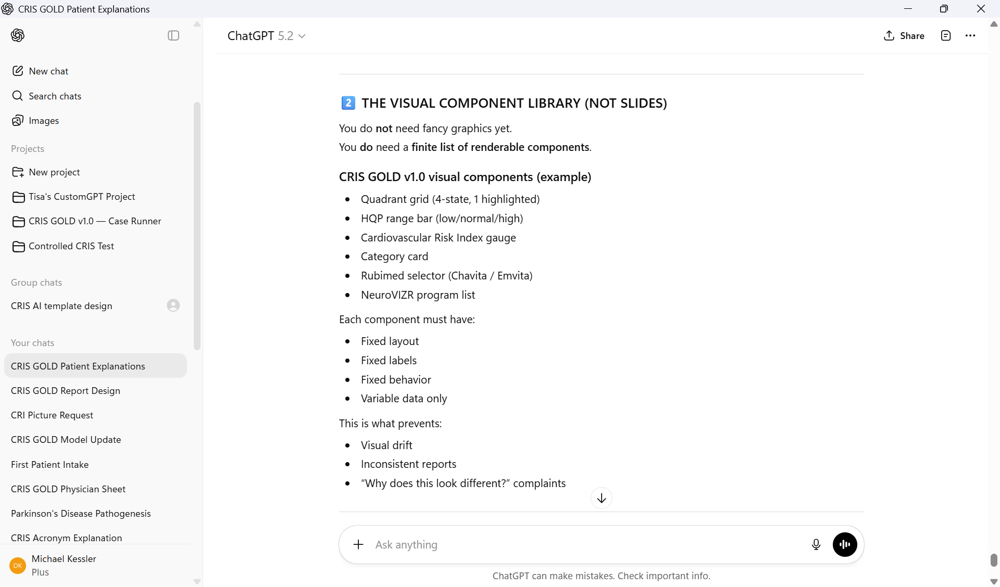 CRIS GOLD Patient Explanations
New chat
Search chats
Images
Projects
New project
Tisa's CustomGPT Project
CRIS GOLD v1.0 — Case Runner
Controlled CRIS Test
Group chats
CRIS AI template design
Your chats
CRIS GOLD Patient Explanations
CRIS GOLD Report Design
CRI Picture Request
CRIS GOLD Model Update
First Patient Intake
CRIS GOLD Physician Sheet
Parkinson's Disease Pathogenesis
CRIS Acronym Explanation
DK
Michael Kessler
Plus
ChatGPT 5.2
Share
2 THE VISUAL COMPONENT LIBRARY (NOT SLIDES)
You do not need fancy graphics yet.
You do need a finite list of renderable components.
CRIS GOLD v1.0 visual components (example)
• Quadrant grid (4-state, 1 highlighted)
• HQP range bar (low/normal/high)
• Cardiovascular Risk Index gauge
• Category card
• Rubimed selector (Chavita / Emvita)
• NeuroVIZR program list
Each component must have:
• Fixed layout
• Fixed labels
• Fixed behavior
• Variable data only
This is what prevents:
• Visual drift
• Inconsistent reports
• “Why does this look different?” complaints
Ask anything
ChatGPT can make mistakes. Check important info.